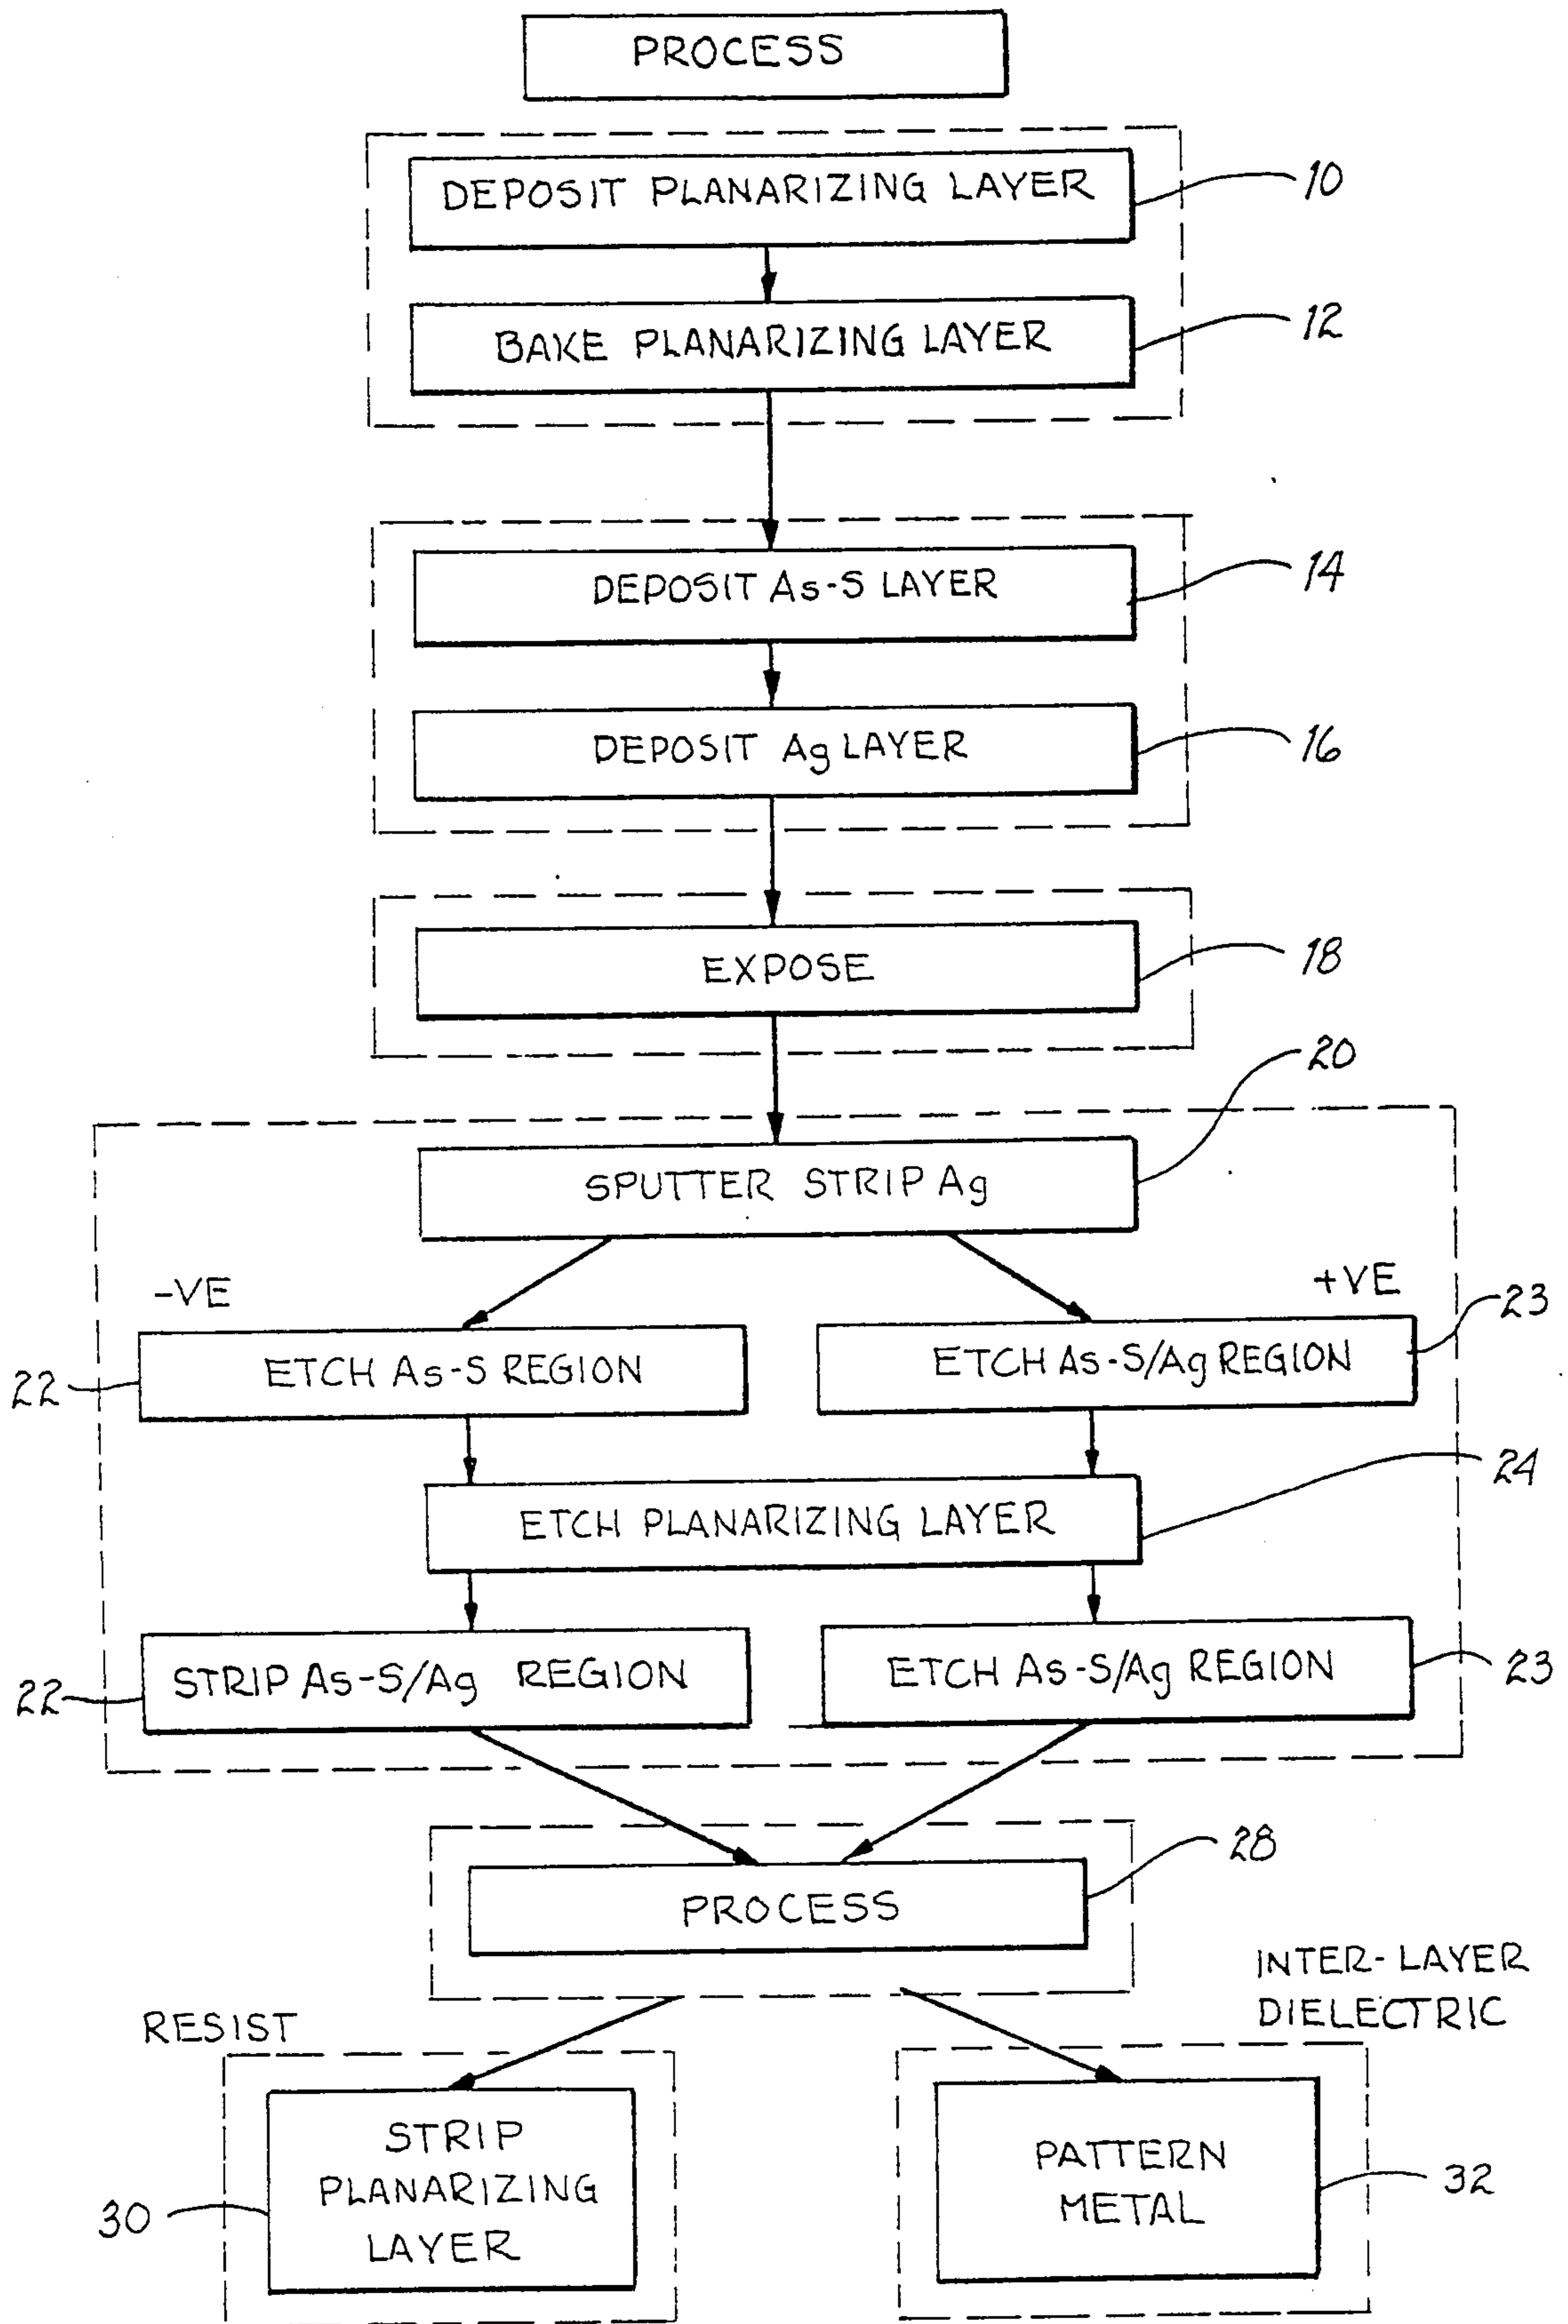 PROCESS
DEPOSIT PLANARIZING LAYER
10
BAKE PLANARIZING LAYER
12
DEPOSIT As-S LAYER
14
DEPOSIT Ag LAYER
16
EXPOSE
18
20
SPUTTER STRIP Ag
-VE
+VE
23
ETCH As-S REGION
ETCH As-S/Ag REGION
22
24
ETCH PLANARIZING LAYER
STRIP As-S/Ag REGION
ETCH As-S/Ag REGION
23
22
28
PROCESS
INTER-LAYER
DIELECTRIC
RESIST
STRIP
PLANARIZING
LAYER
30
PATTERN
METAL
32